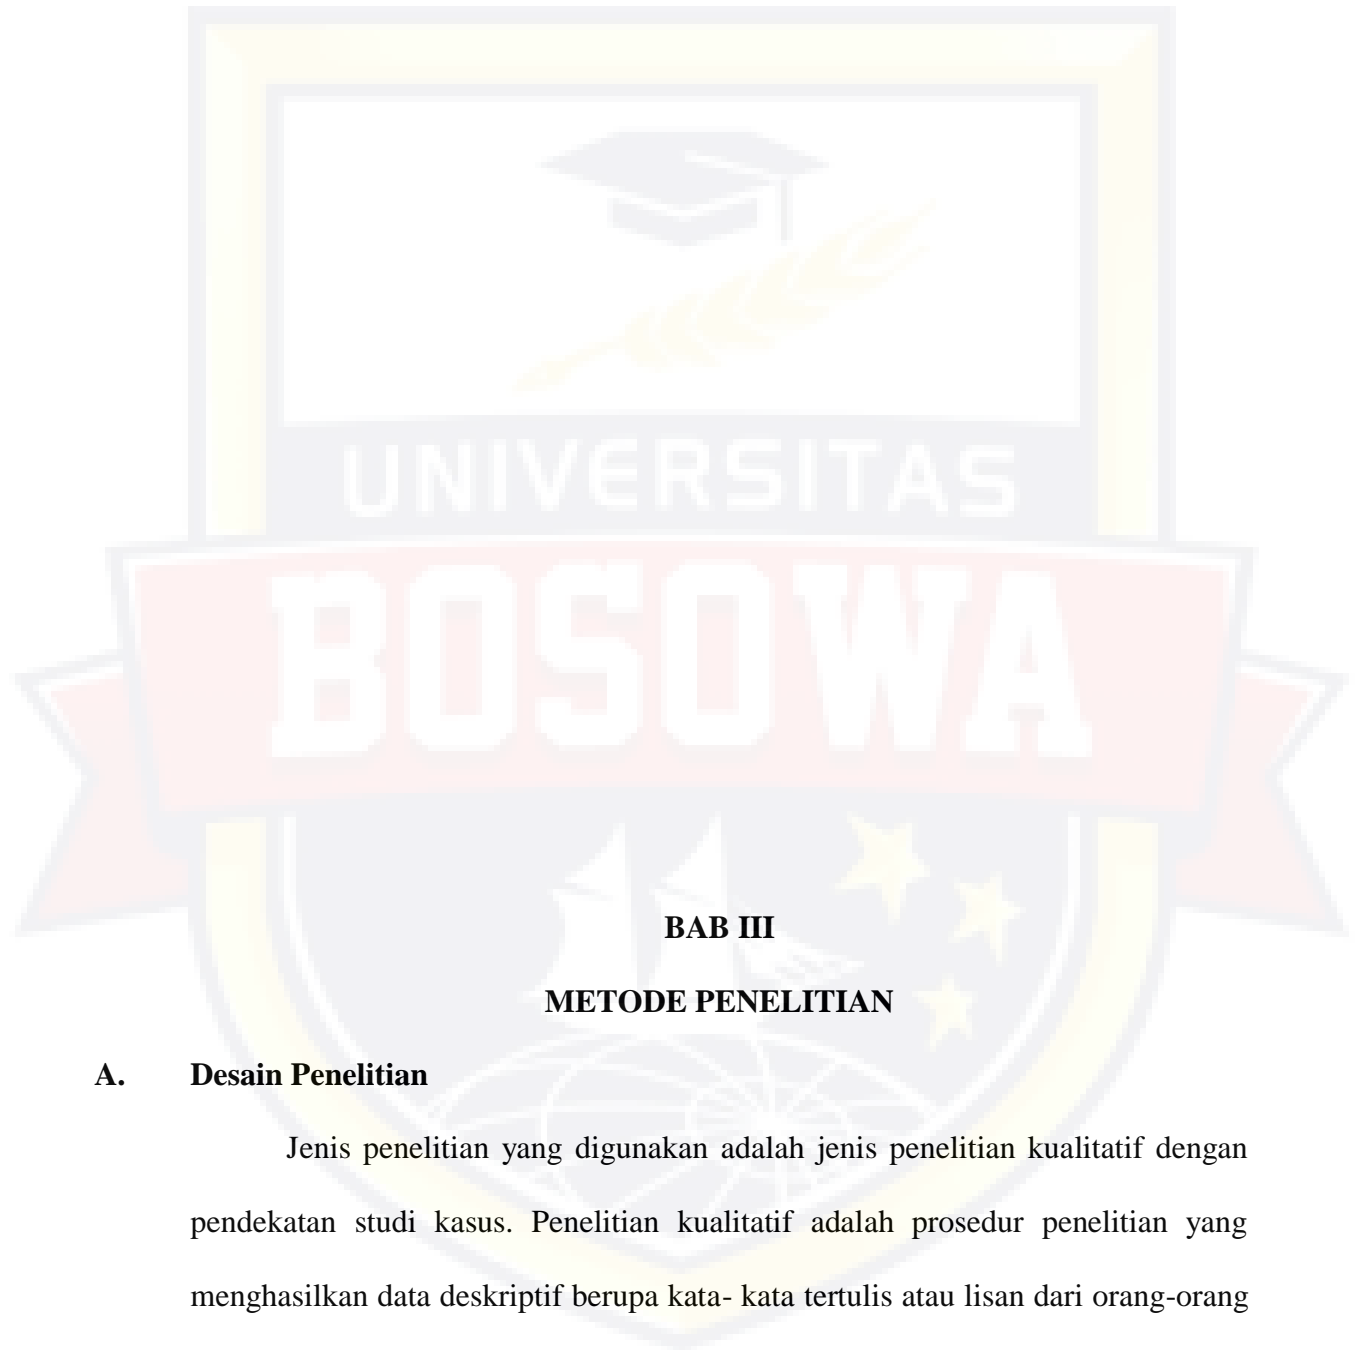 UNIVERSITAS
BOSOWA
BAB III
METODE PENELITIAN
A. Desain Penelitian
Jenis penelitian yang digunakan adalah jenis penelitian kualitatif dengan
pendekatan studi kasus. Penelitian kualitatif adalah prosedur penelitian yang
menghasilkan data deskriptif berupa kata- kata tertulis atau lisan dari orang-orang